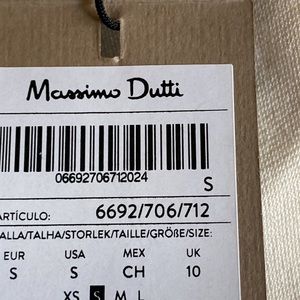 Massimo Dutti
06692706712024
S
ARTÍCULO: 6692/706/712
ALLA/TALHA/STORLEK/TAILLE/GRÖßE/SIZE:
EUR USA MEX UK
S S CH 10
XS S M L